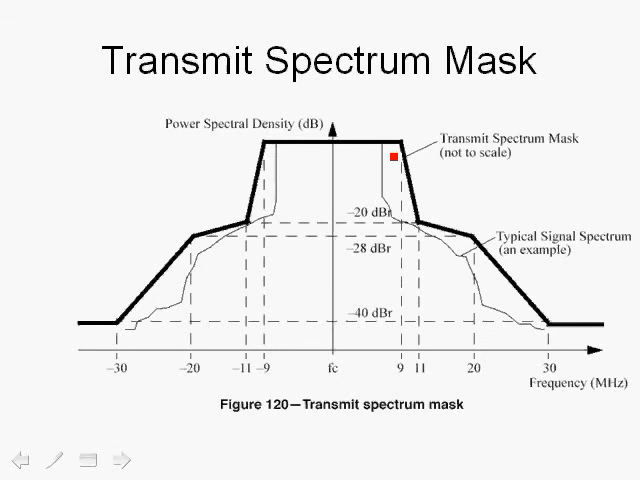 Transmit Spectrum Mask
Power Spectral Density (dB)
Transmit Spectrum Mask
(not to scale)
–20 dBr
Typical Signal Spectrum
(an example)
–28 dBr
–40 dBr
–30 –20 –11 –9 fc 9 11 20 30
Frequency (MHz)
Figure 120—Transmit spectrum mask